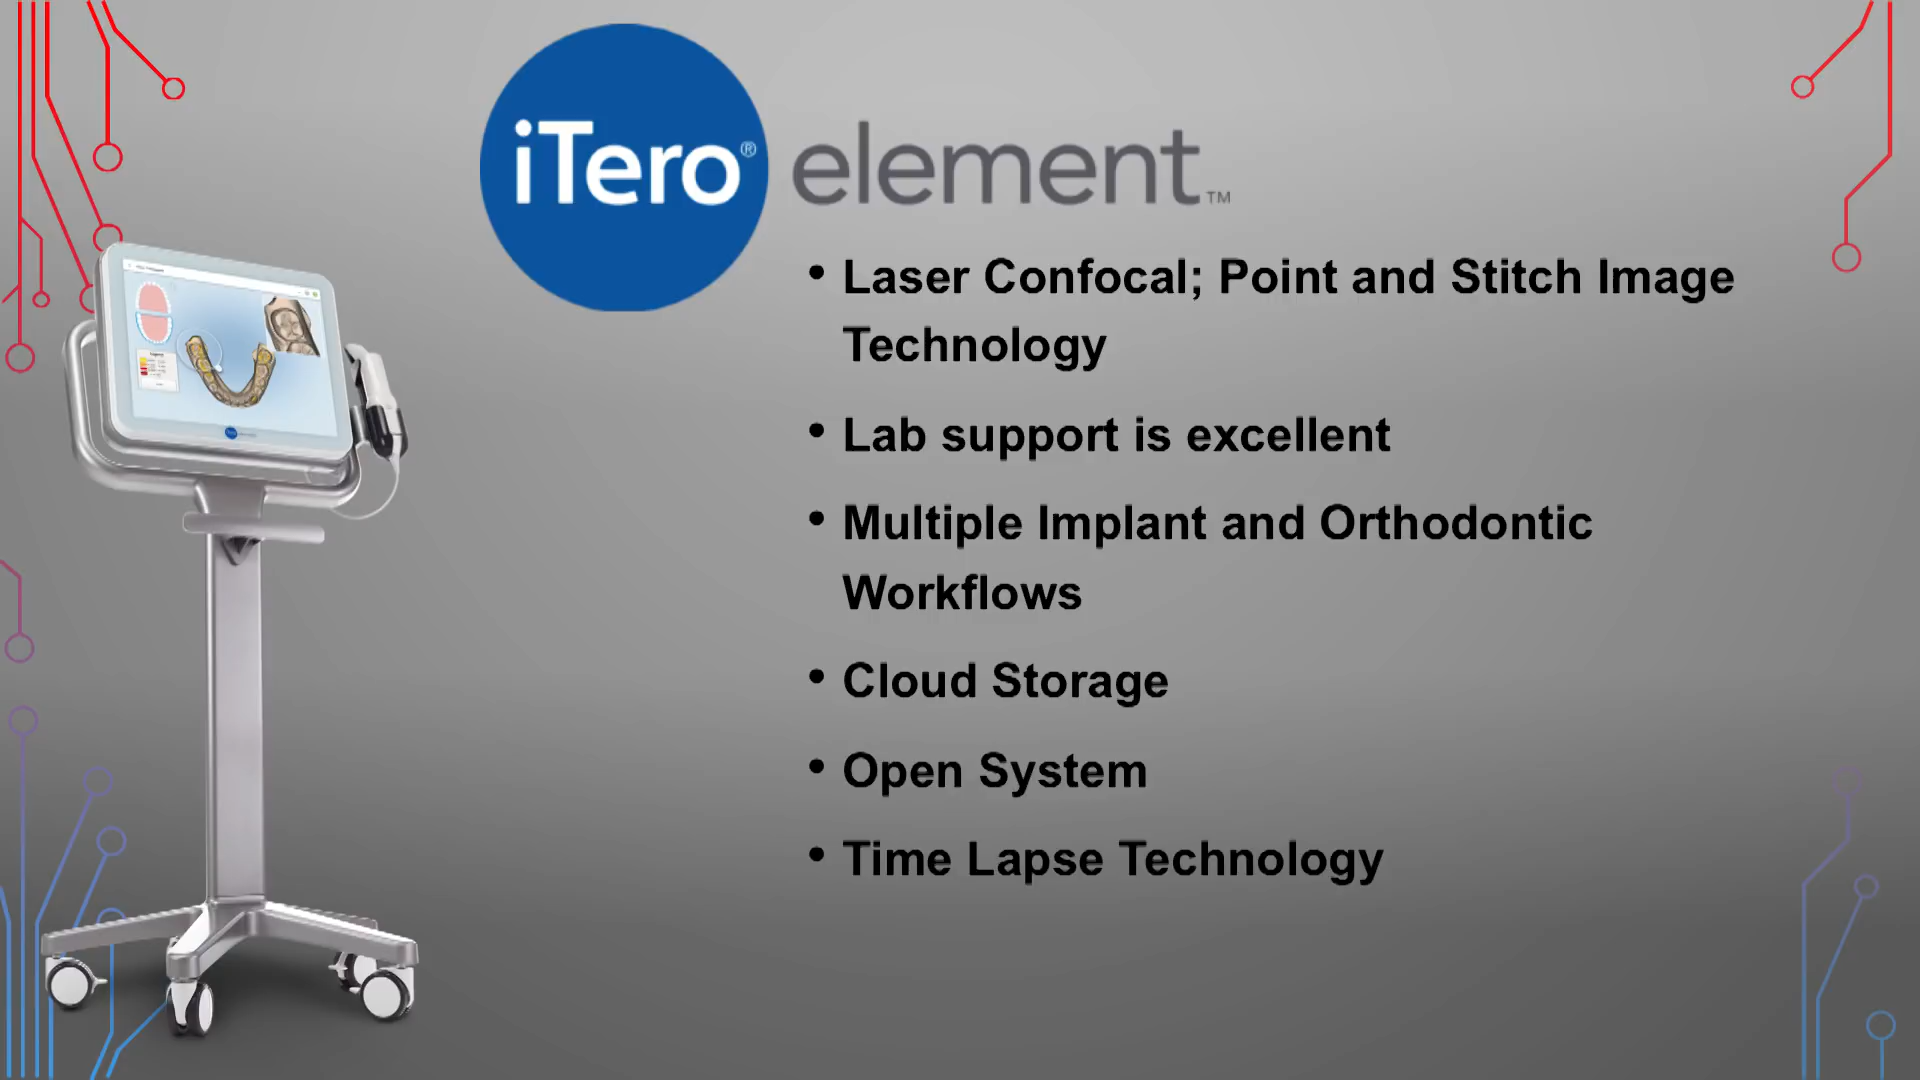 iTero® element™
• Laser Confocal; Point and Stitch Image
Technology
• Lab support is excellent
• Multiple Implant and Orthodontic
Workflows
• Cloud Storage
• Open System
• Time Lapse Technology